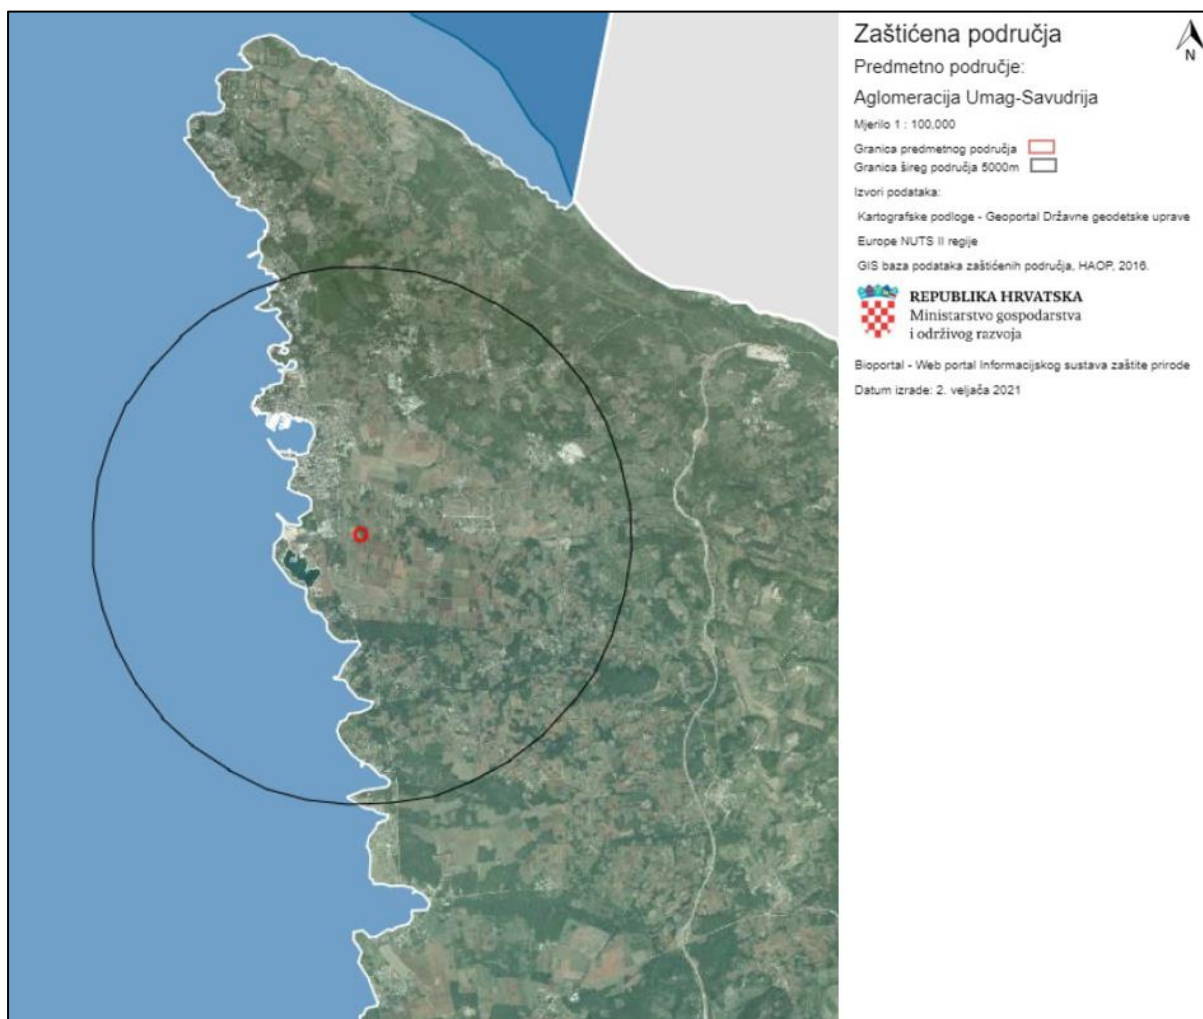 Zaštićena područja
N
Predmetno područje:
Aglomeracija Umag-Savudrija
Mjerilo 1 : 100,000
Granica predmetnog područja
Granica šireg područja 5000m
Izvori podataka:
Kartografske podloge - Geoportal Državne geodetske uprave
Europe NUTS II regije
GIS baza podataka zaštićenih područja, HAOP, 2016.
REPUBLIKA HRVATSKA
Ministarstvo gospodarstva
i održivog razvoja
Bioportal - Web portal Informacijskog sustava zaštite prirode
Datum izrade: 2. veljača 2021